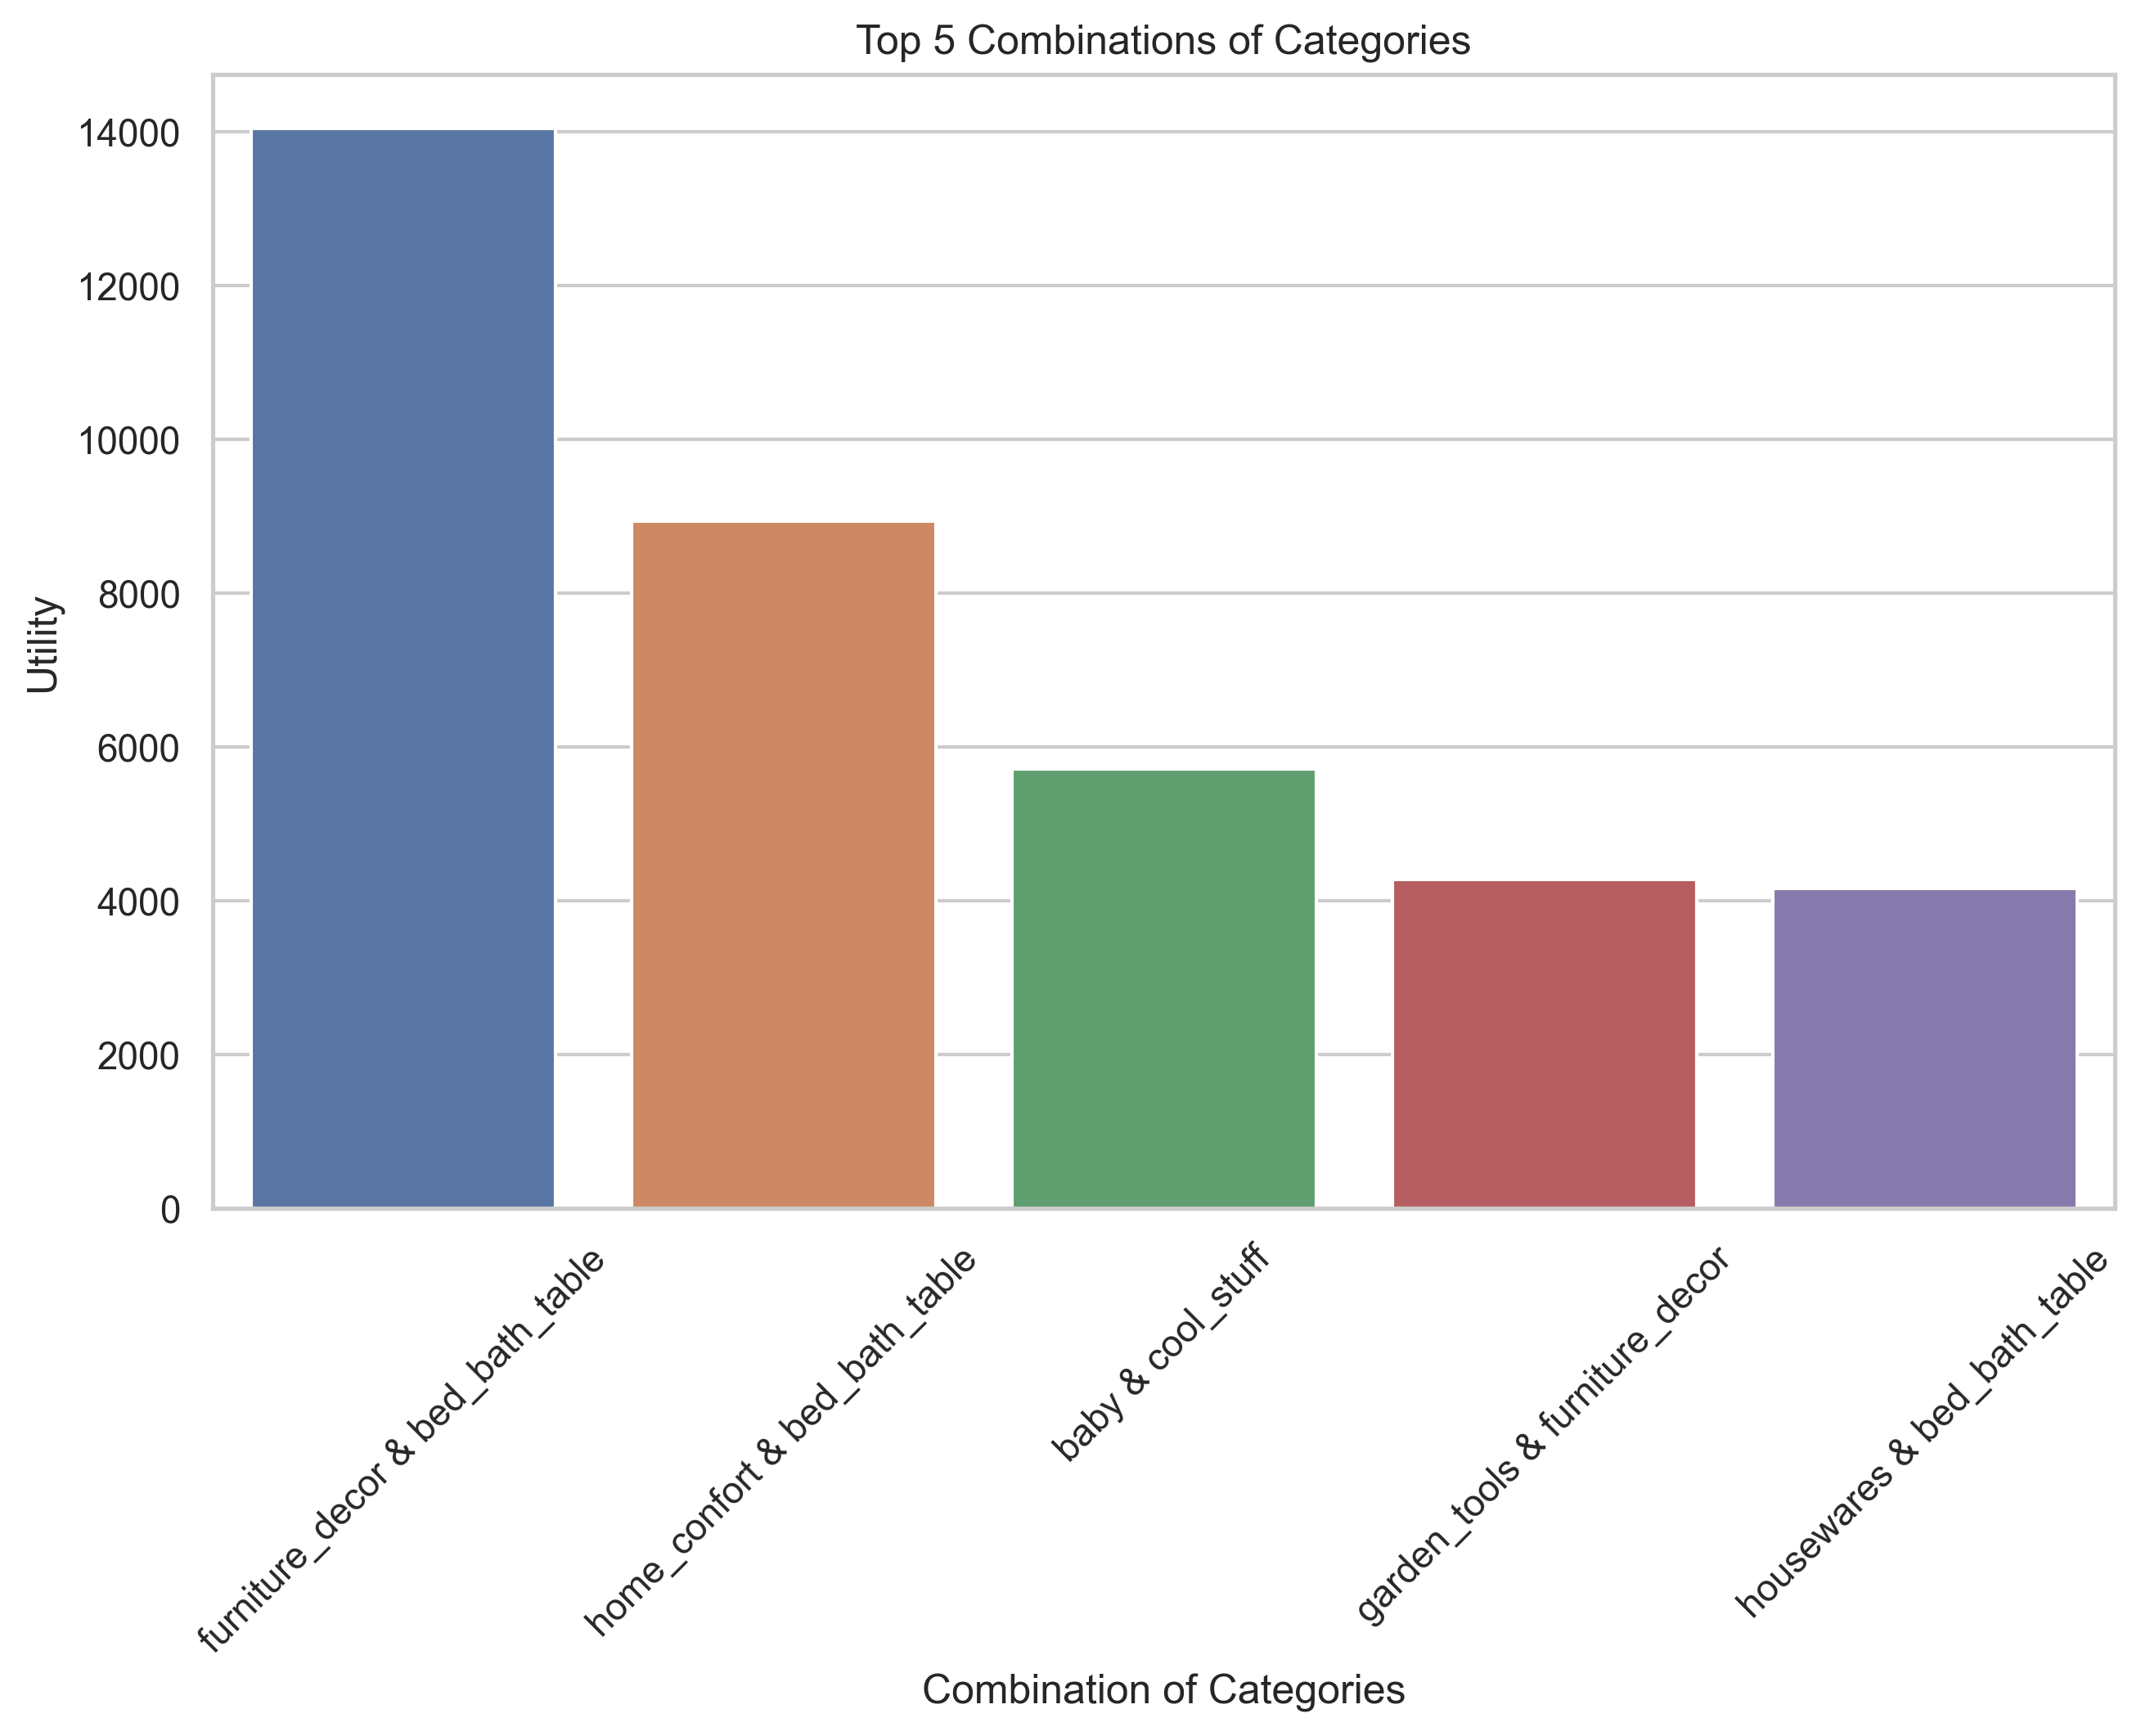 Top 5 Combinations of Categories
Utility
14000
12000
10000
8000
6000
4000
2000
0
furniture_decor & bed_bath_table
home_confort & bed_bath_table
baby & cool_stuff
garden_tools & furniture_decor
housewares & bed_bath_table
Combination of Categories